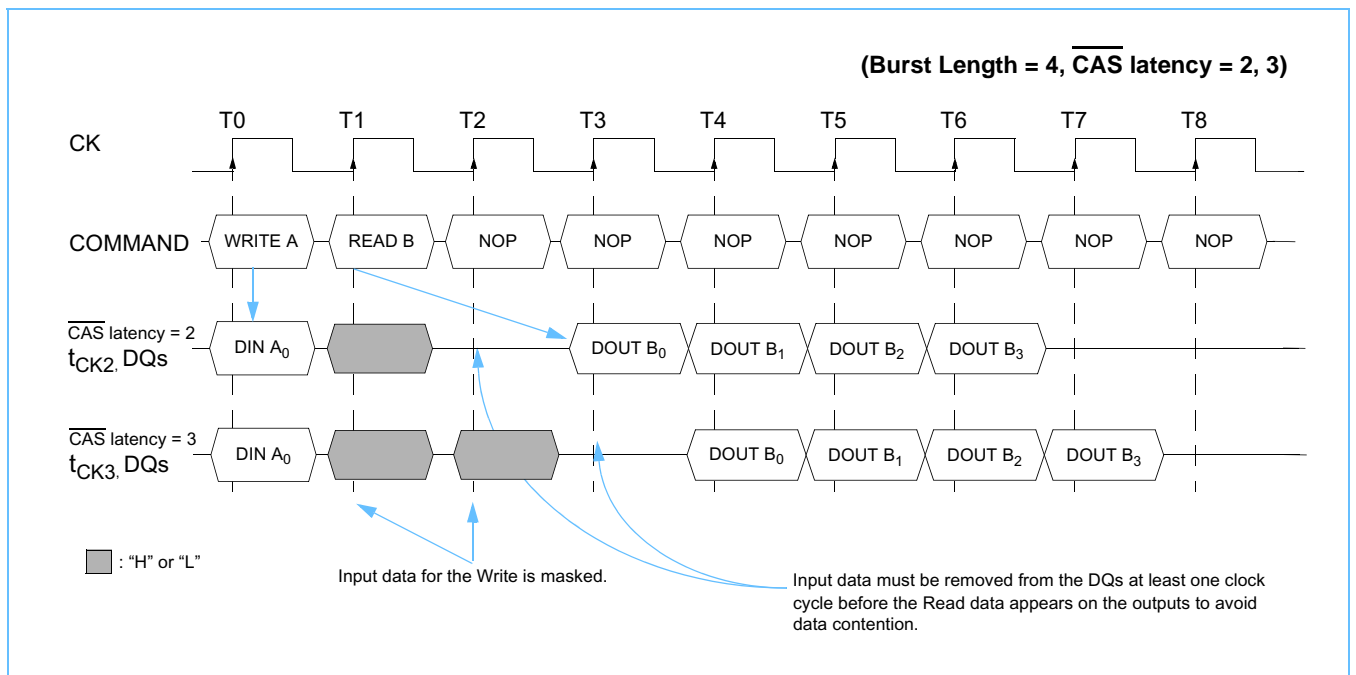 (Burst Length = 4, CAS latency = 2, 3)
T0 T1 T2 T3 T4 T5 T6 T7 T8
CK
COMMAND WRITE A READ B NOP NOP NOP NOP NOP NOP NOP
CAS latency = 2
tCK2, DQs DIN A0 DOUT B0 DOUT B1 DOUT B2 DOUT B3
CAS latency = 3
tCK3, DQs DIN A0 DOUT B0 DOUT B1 DOUT B2 DOUT B3
: “H” or “L”
Input data for the Write is masked.
Input data must be removed from the DQs at least one clock
cycle before the Read data appears on the outputs to avoid
data contention.